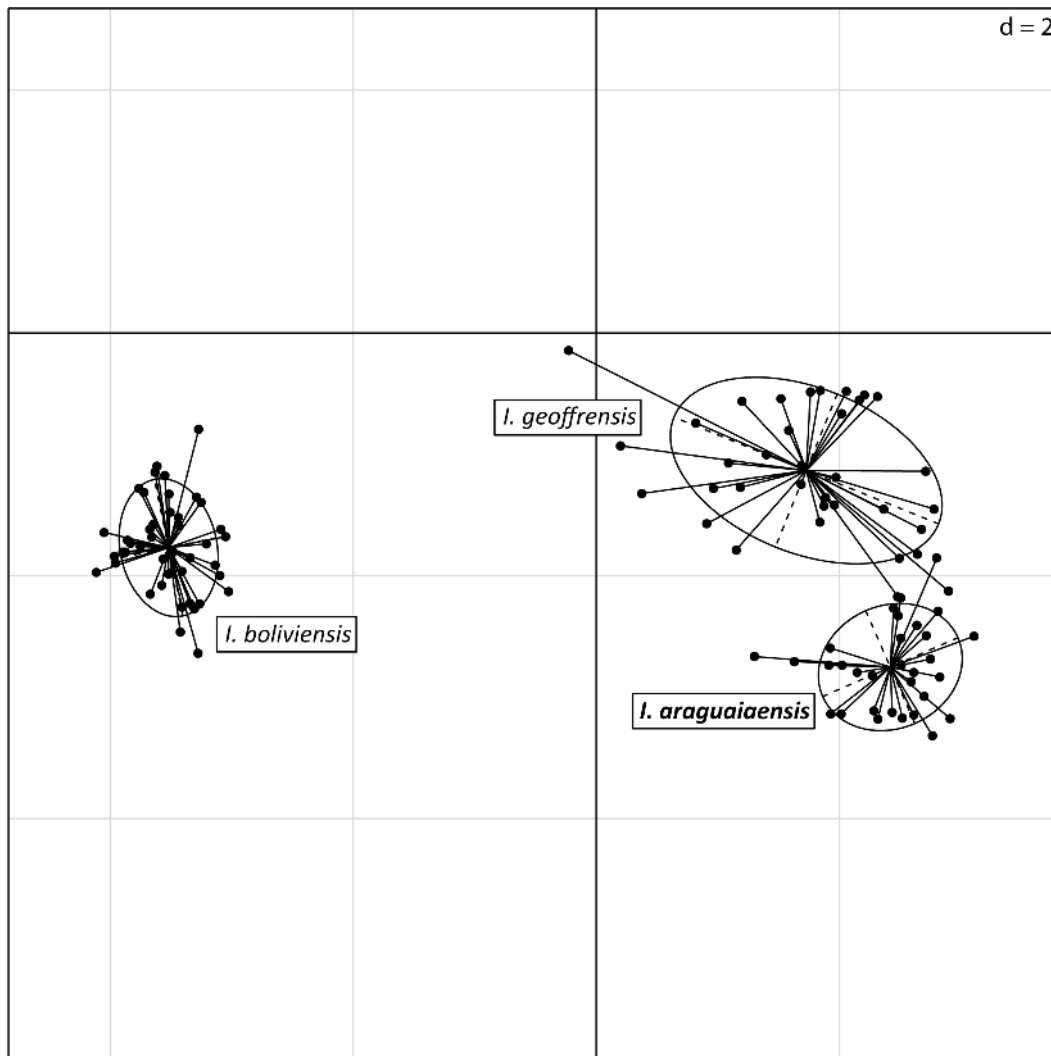 d = 2
I. geoffrensis
I. boliviensis
I. araguaiaensis